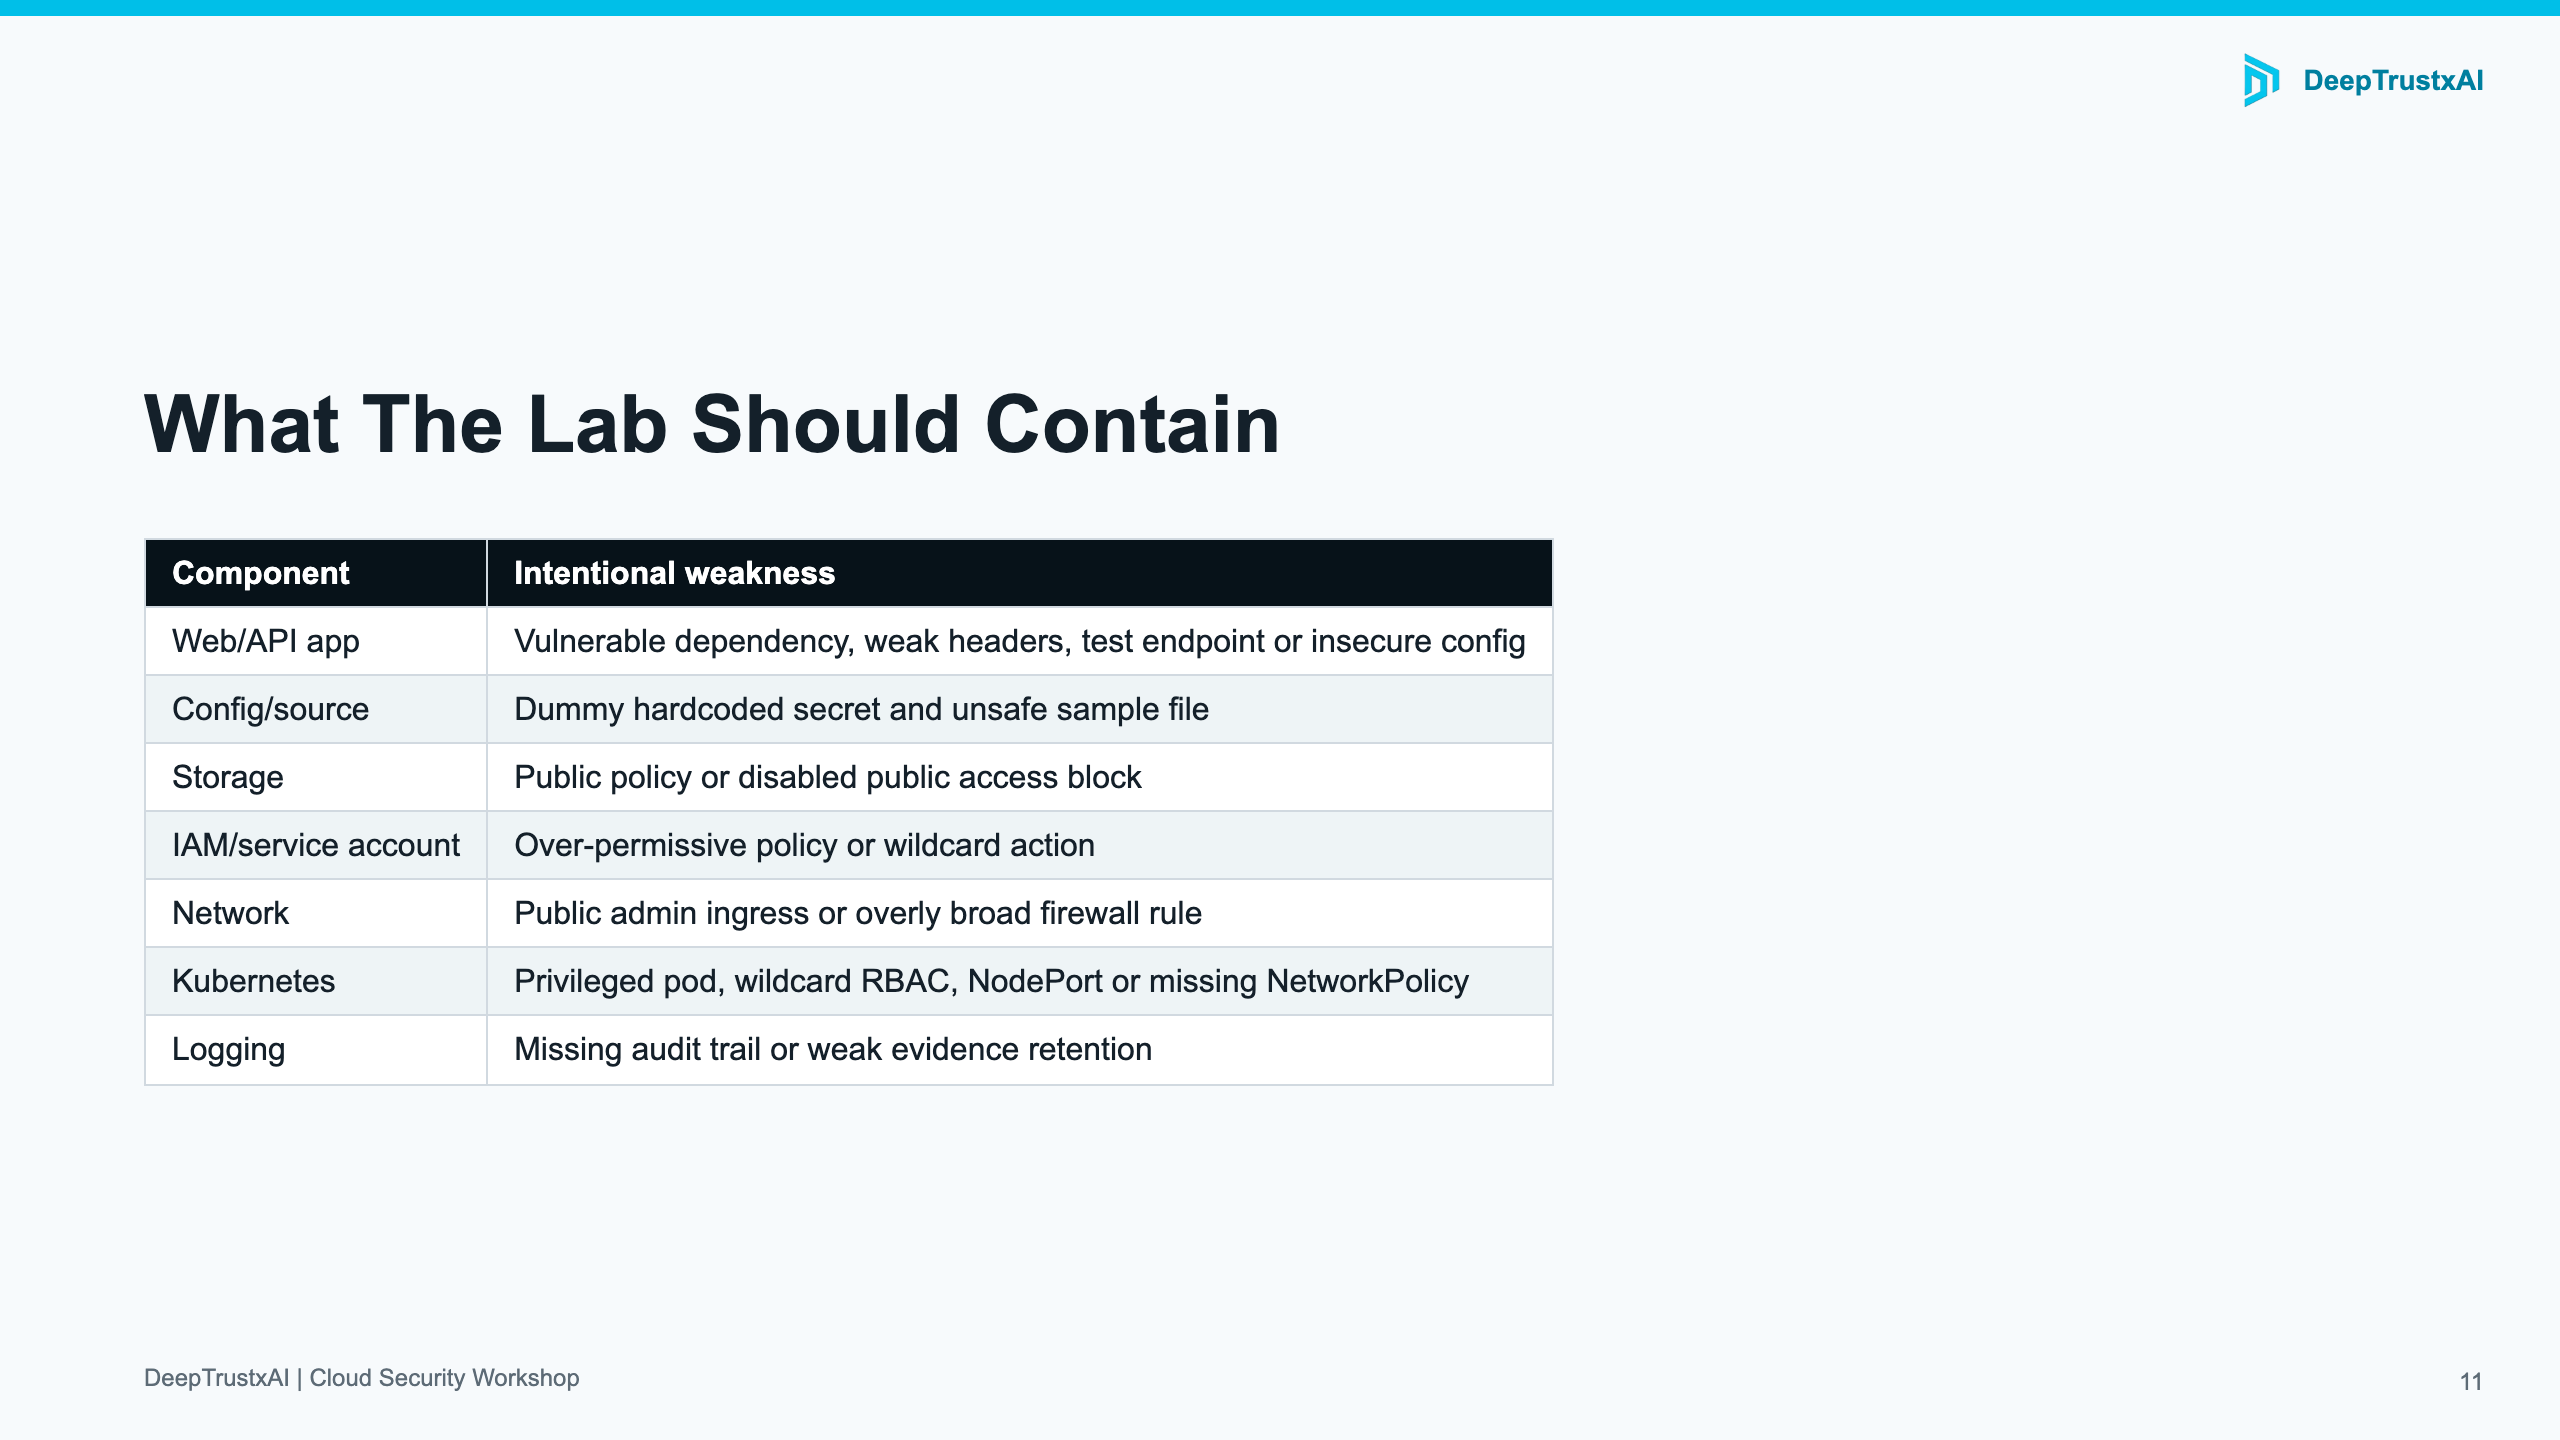 DeepTrustxAI
What The Lab Should Contain
Component Intentional weakness
Web/API app Vulnerable dependency, weak headers, test endpoint or insecure config
Config/source Dummy hardcoded secret and unsafe sample file
Storage Public policy or disabled public access block
IAM/service account Over-permissive policy or wildcard action
Network Public admin ingress or overly broad firewall rule
Kubernetes Privileged pod, wildcard RBAC, NodePort or missing NetworkPolicy
Logging Missing audit trail or weak evidence retention
DeepTrustxAI | Cloud Security Workshop
11